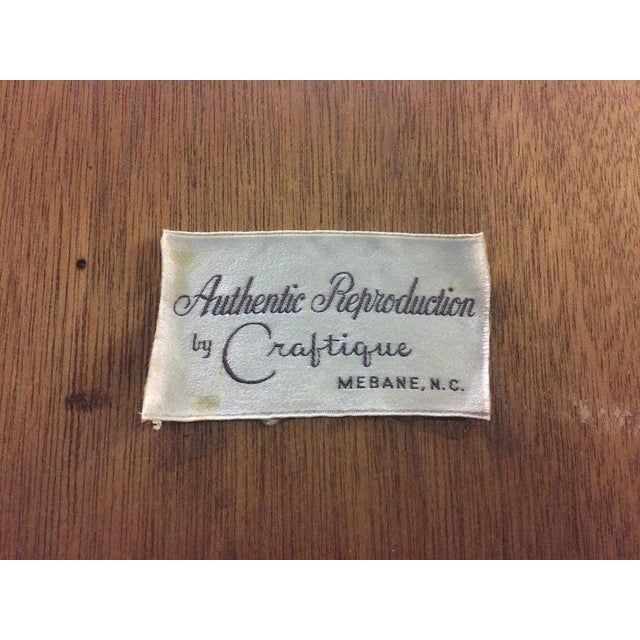 Authentic Reproduction
by Craftique
MEBANE, N.C.